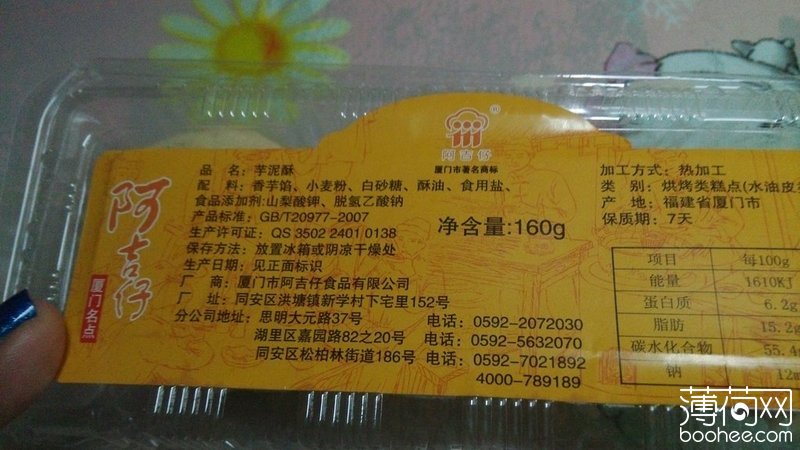 阿吉仔
®
厦门市著名商标
阿吉仔
厦门名点
品 名：芋泥酥
配 料：香芋馅、小麦粉、白砂糖、酥油、食用盐、
食品添加剂：山梨酸钾、脱氢乙酸钠
产品标准：GB/T20977-2007
生产许可证：QS 3502 2401 0138
保存方法：放置冰箱或阴凉干燥处
生产日期：见正面标识
厂 商：厦门市阿吉仔食品有限公司
厂 址：同安区洪塘镇新学村下宅里152号
分公司地址：思明大元路37号 电话：0592-2072030
湖里区嘉园路82之20号 电话：0592-5632070
同安区松柏林街道186号 电话：0592-7021892
4000-789189
净含量:160g
加工方式：热加工
类 别：烘烤类糕点(水油皮
产 地：福建省厦门市
保质期：7天
项目 每100g
能量 1610KJ
蛋白质 6.2g
脂肪 15.2g
碳水化合物 55.4
钠 12m
薄荷网
boohee.com